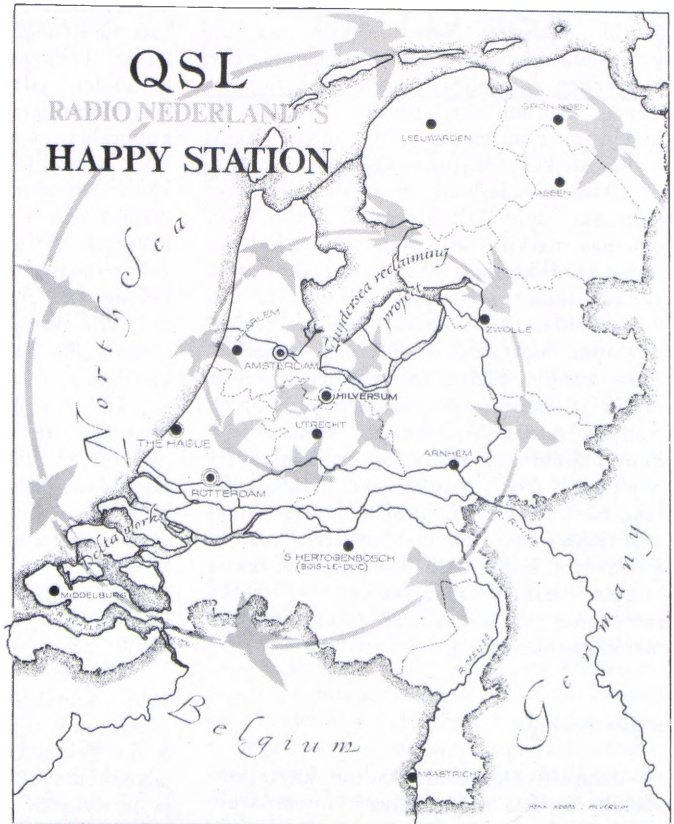 QSL
RADIO NEDERLAND'S
HAPPY STATION
North Sea
GRONINGEN
LEEUWARDEN
ASSEN
Zuydersea reclaiming
project
ZWOLLE
HAARLEM
AMSTERDAM
HILVERSUM
UTRECHT
THE HAGUE
ARNHEM
ROTTERDAM
Deltaworks
'S HERTOGENBOSCH
(BOIS-LE-DUC)
MIDDELBURG
R. SCHELDT
R. MEUSE
Germany
Belgium
MAASTRICHT